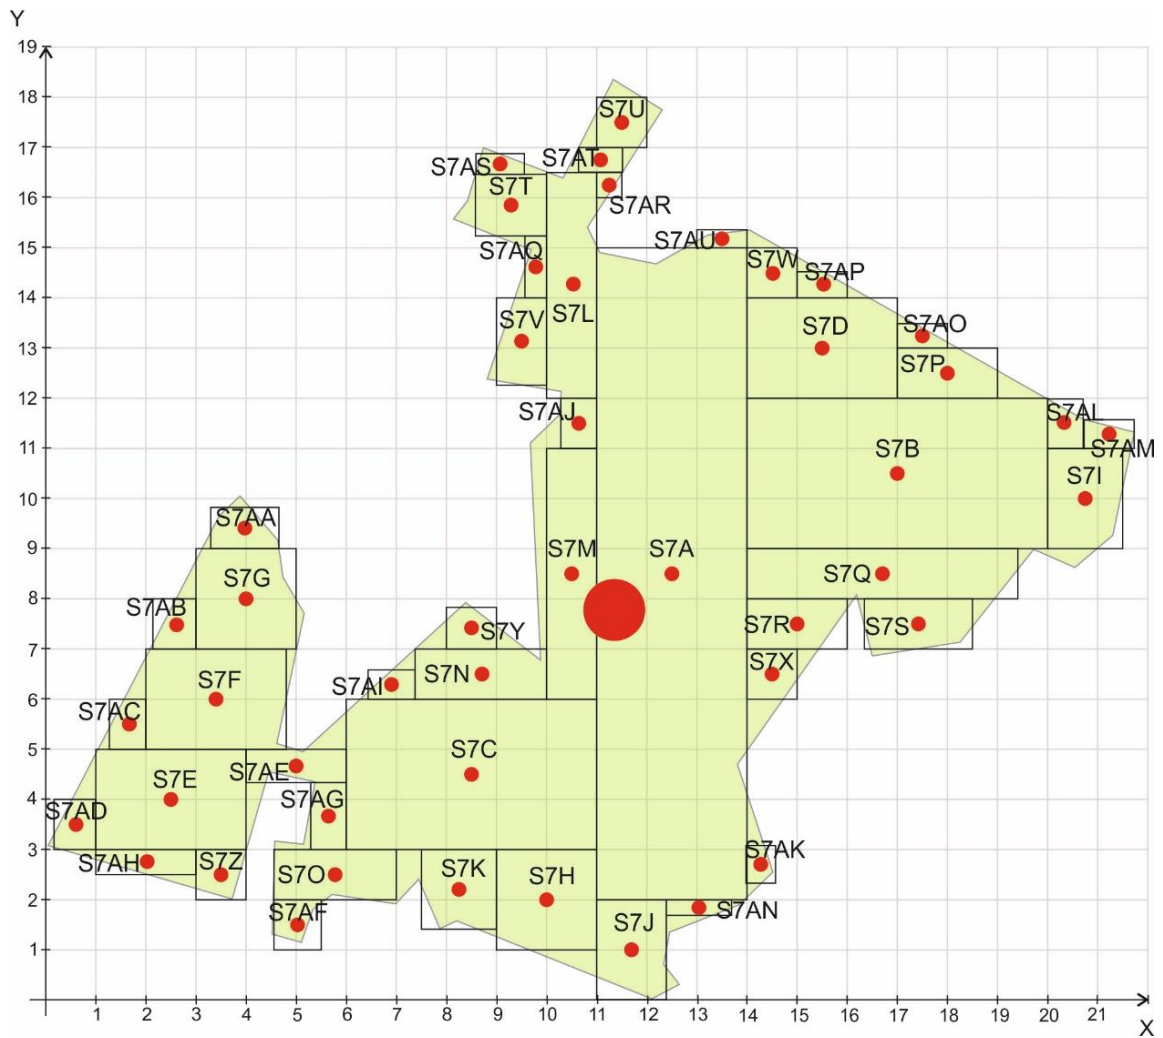 Y
19
18
S7U
17
S7AS
S7AT
S7T
16
S7AR
15
S7AQ
S7AU
S7W
S7AP
14
S7V
S7L
S7D
S7AO
13
S7P
12
S7AJ
S7AL
11
S7AM
S7B
S7I
10
S7AA
9
S7M
S7A
S7G
S7Q
8
S7AB
S7Y
S7R
S7S
7
S7AI
S7N
S7X
S7F
6
S7AC
5
S7C
S7E
S7AE
4
S7AD
S7AG
3
S7AH
S7Z
S7O
S7K
S7H
S7AK
2
S7AF
S7J
S7AN
1
1 2 3 4 5 6 7 8 9 10 11 12 13 14 15 16 17 18 19 20 21
X